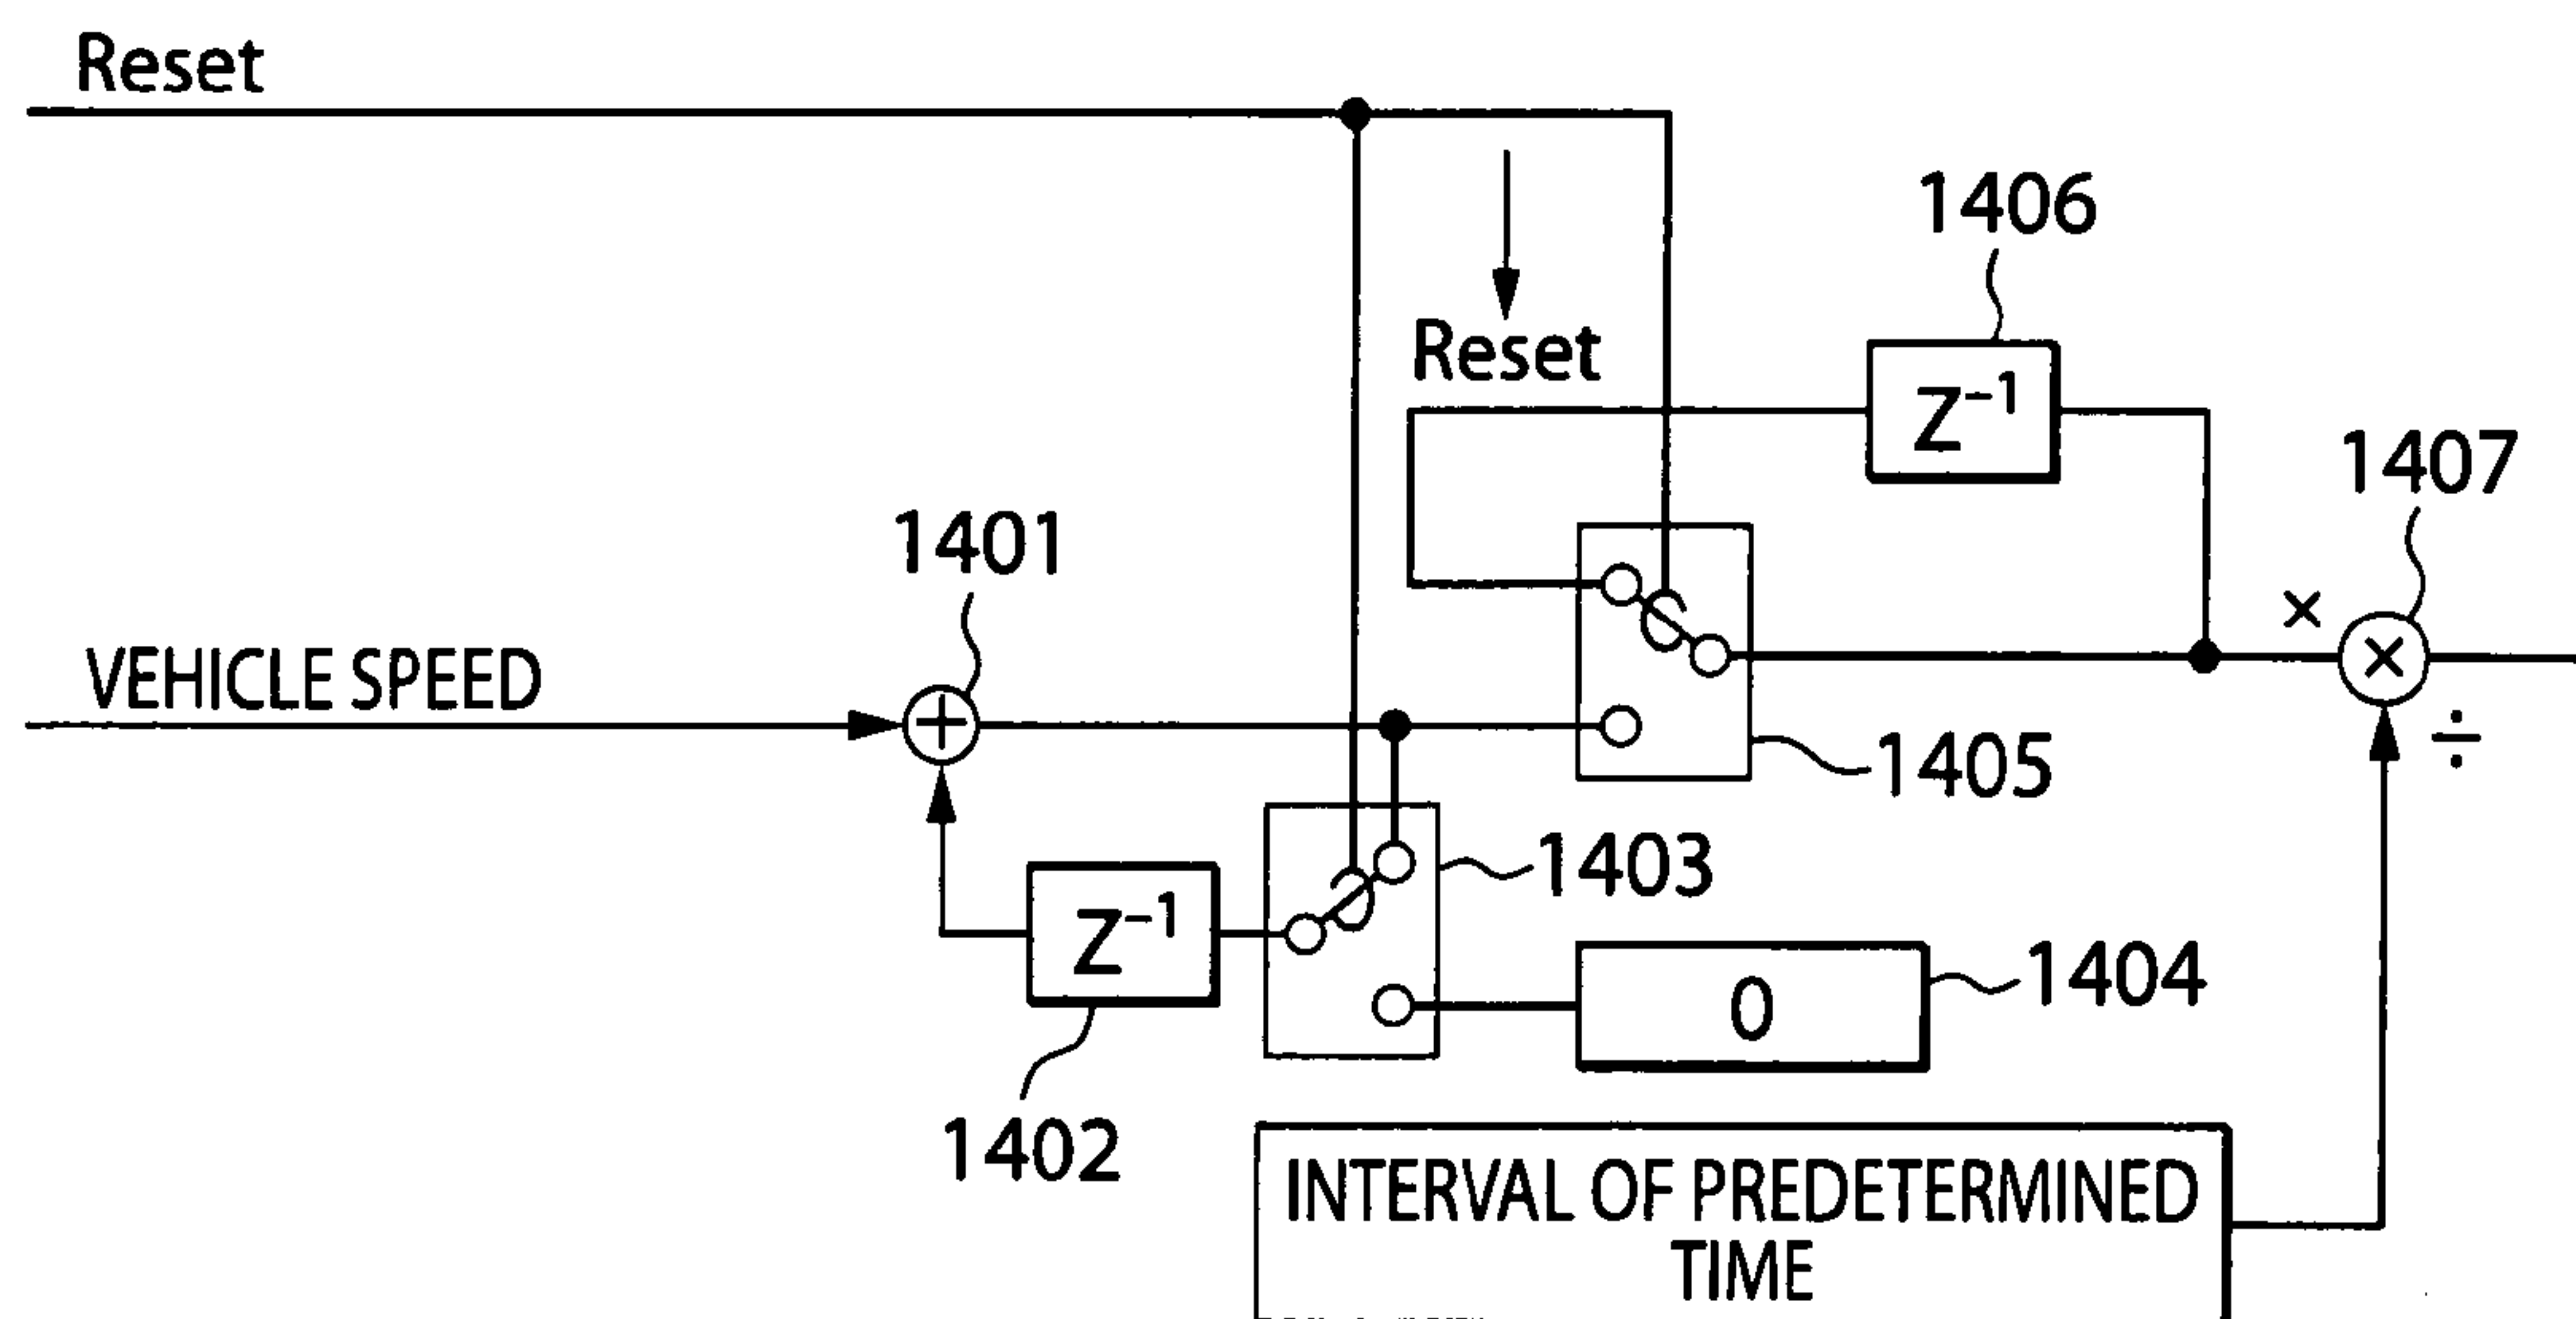 Reset
Reset
1406
Z⁻¹
1407
×
×
÷
1401
VEHICLE SPEED
+
1405
1403
Z⁻¹
1402
0
1404
INTERVAL OF PREDETERMINED
TIME